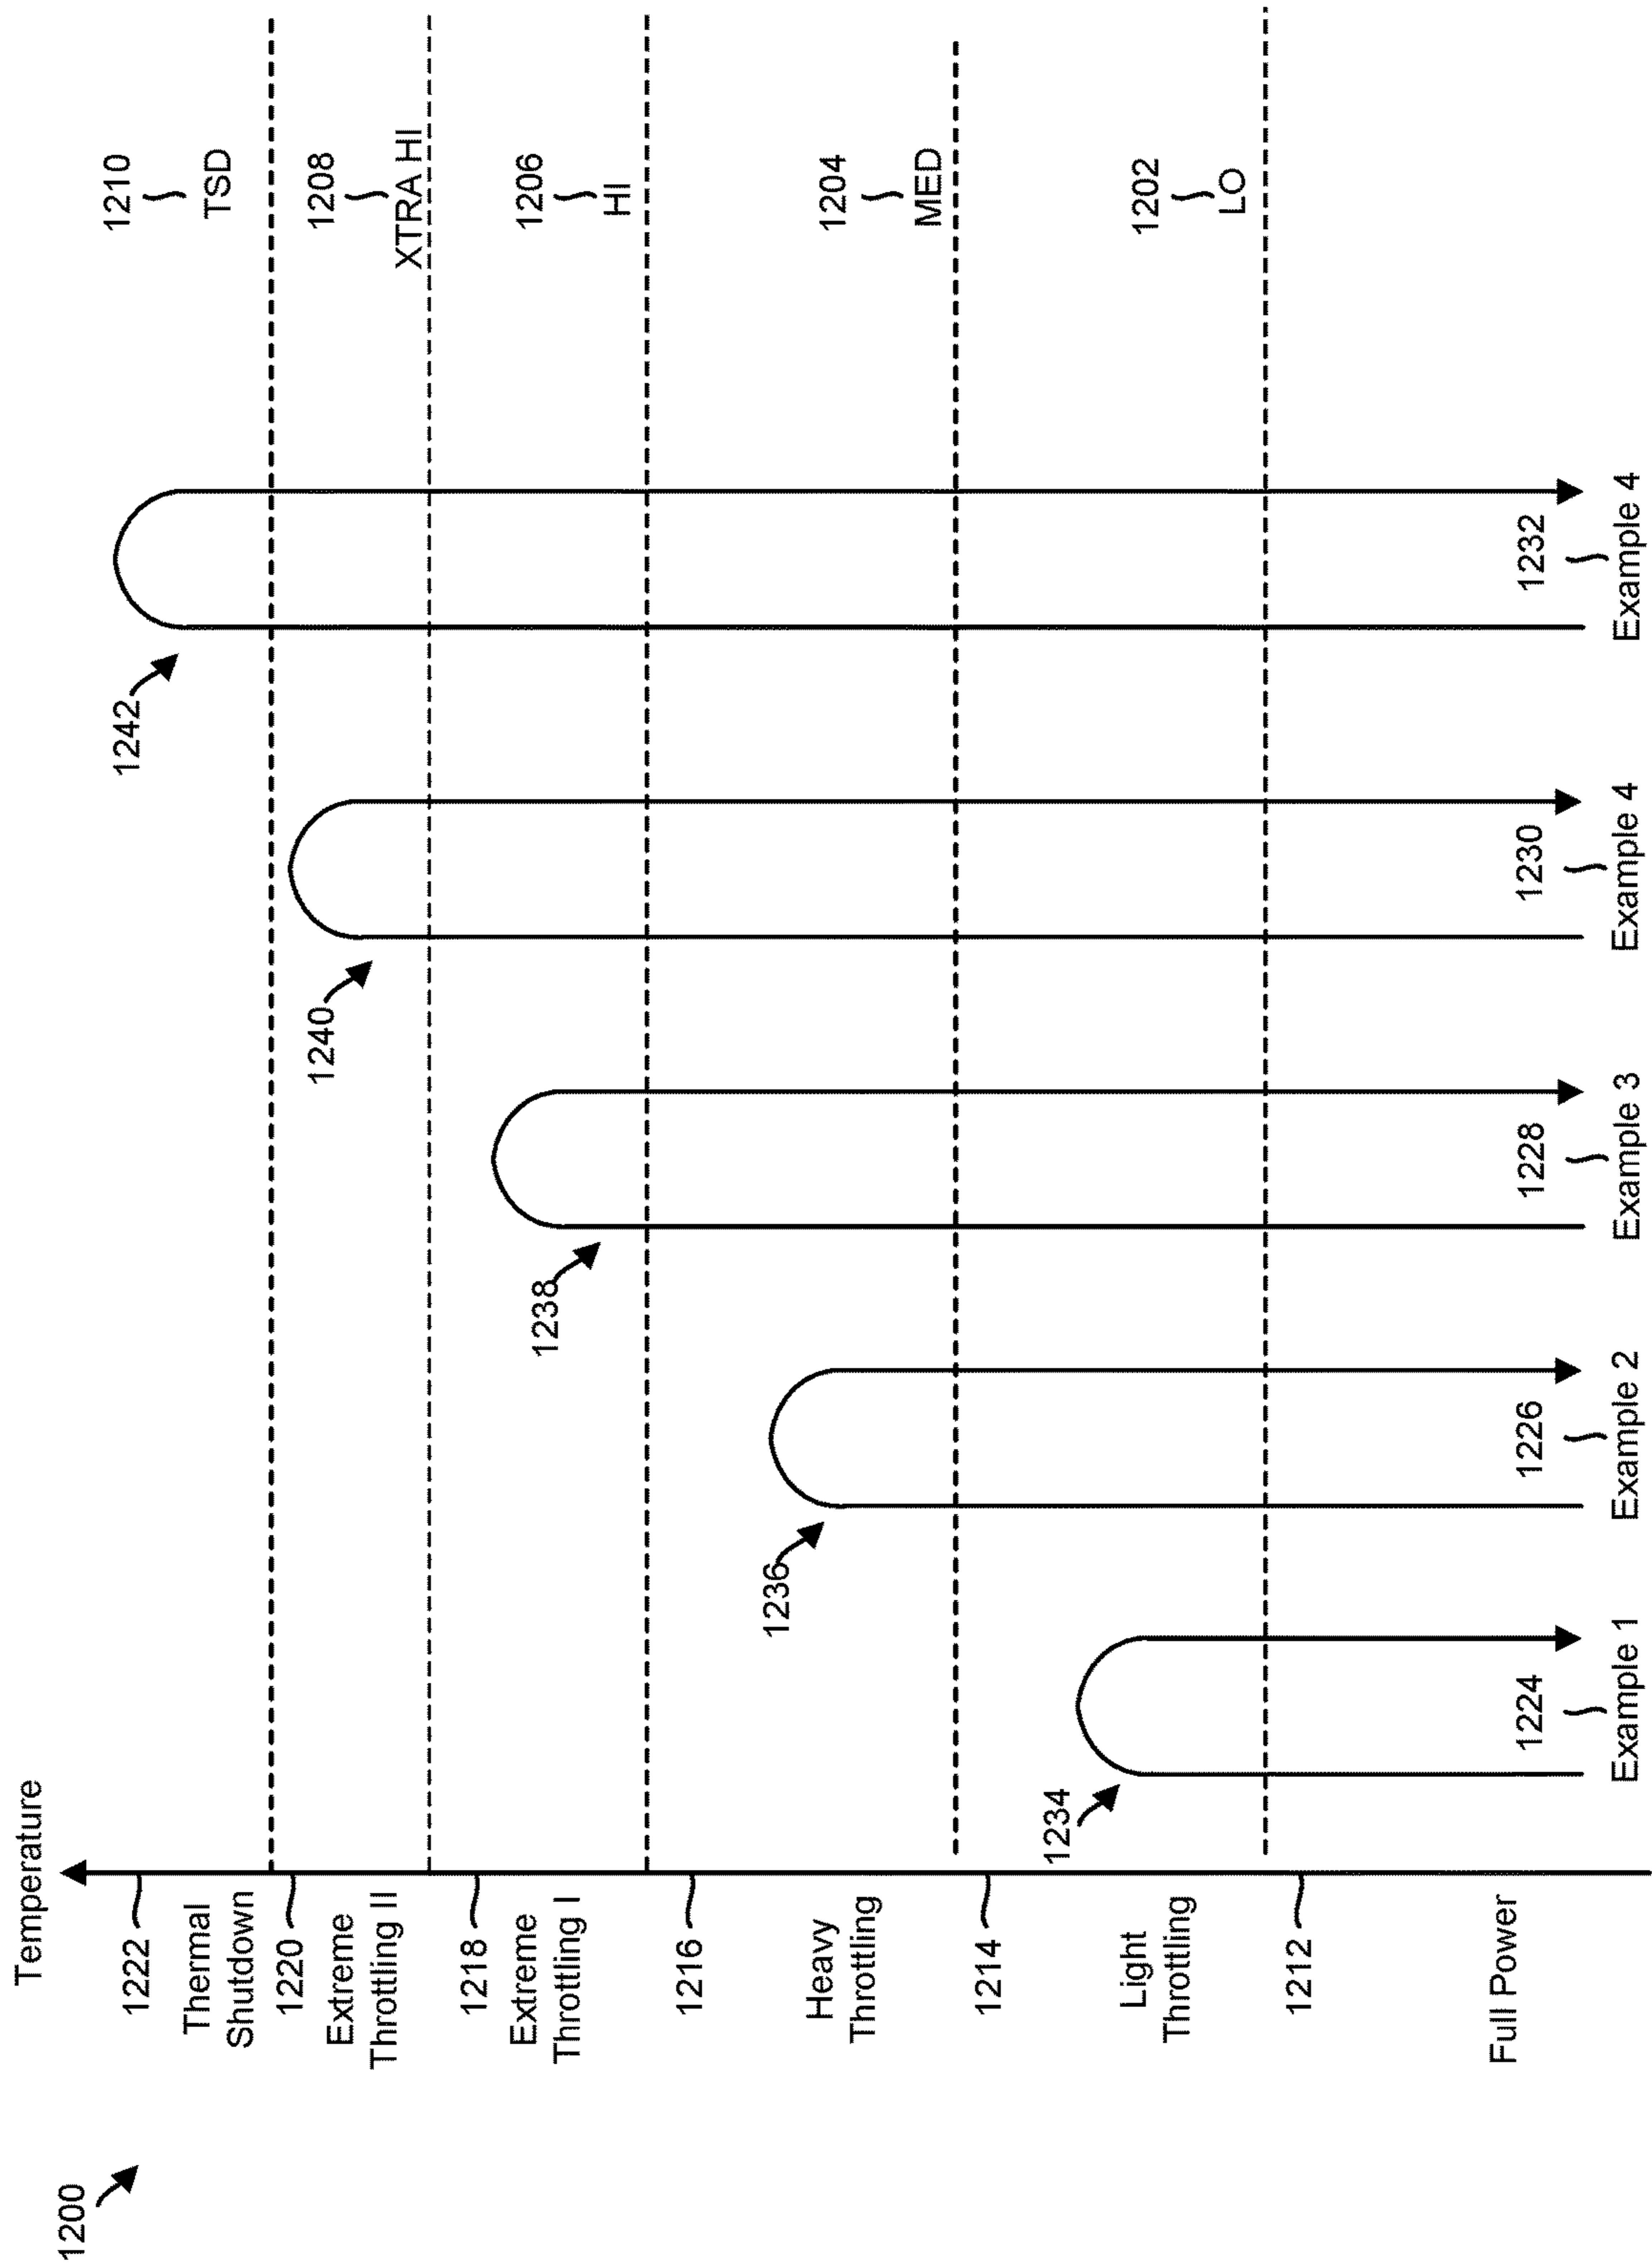 1200
Temperature
1222
Thermal
Shutdown
1220
Extreme
Throttling II
1218
Extreme
Throttling I
1216
Heavy
Throttling
1214
Light
Throttling
1212
Full Power
1234
1236
1238
1240
1242
1210
TSD
1208
XTRA HI
1206
HI
1204
MED
1202
LO
1224
Example 1
1226
Example 2
1228
Example 3
1230
Example 4
1232
Example 4